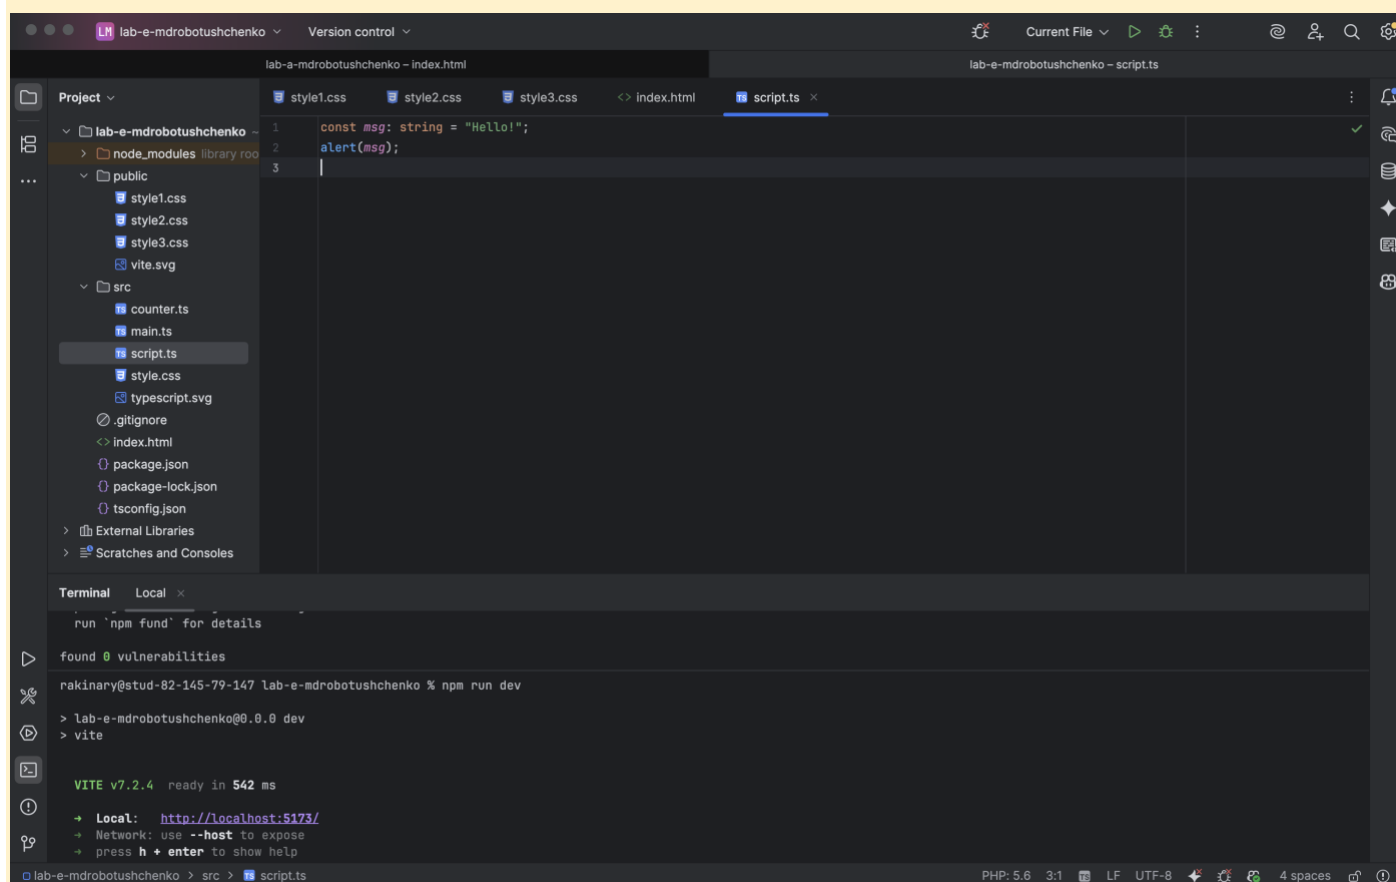 LM lab-e-mdrobotushchenko Version control Current File
lab-a-mdrobotushchenko – index.html lab-e-mdrobotushchenko – script.ts
Project
style1.css style2.css style3.css <> index.html TS script.ts ×
lab-e-mdrobotushchenko
node_modules library roo
public
style1.css
style2.css
style3.css
vite.svg
src
TS counter.ts
TS main.ts
TS script.ts
style.css
typescript.svg
.gitignore
<> index.html
{} package.json
{} package-lock.json
{} tsconfig.json
External Libraries
Scratches and Consoles
1 const msg: string = "Hello!";
2 alert(msg);
3
Terminal Local ×
run `npm fund` for details
found 0 vulnerabilities
rakinary@stud-82-145-79-147 lab-e-mdrobotushchenko % npm run dev
> lab-e-mdrobotushchenko@0.0.0 dev
> vite
VITE v7.2.4 ready in 542 ms
→ Local: http://localhost:5173/
→ Network: use --host to expose
→ press h + enter to show help
lab-e-mdrobotushchenko > src > TS script.ts PHP: 5.6 3:1 TS LF UTF-8 4 spaces